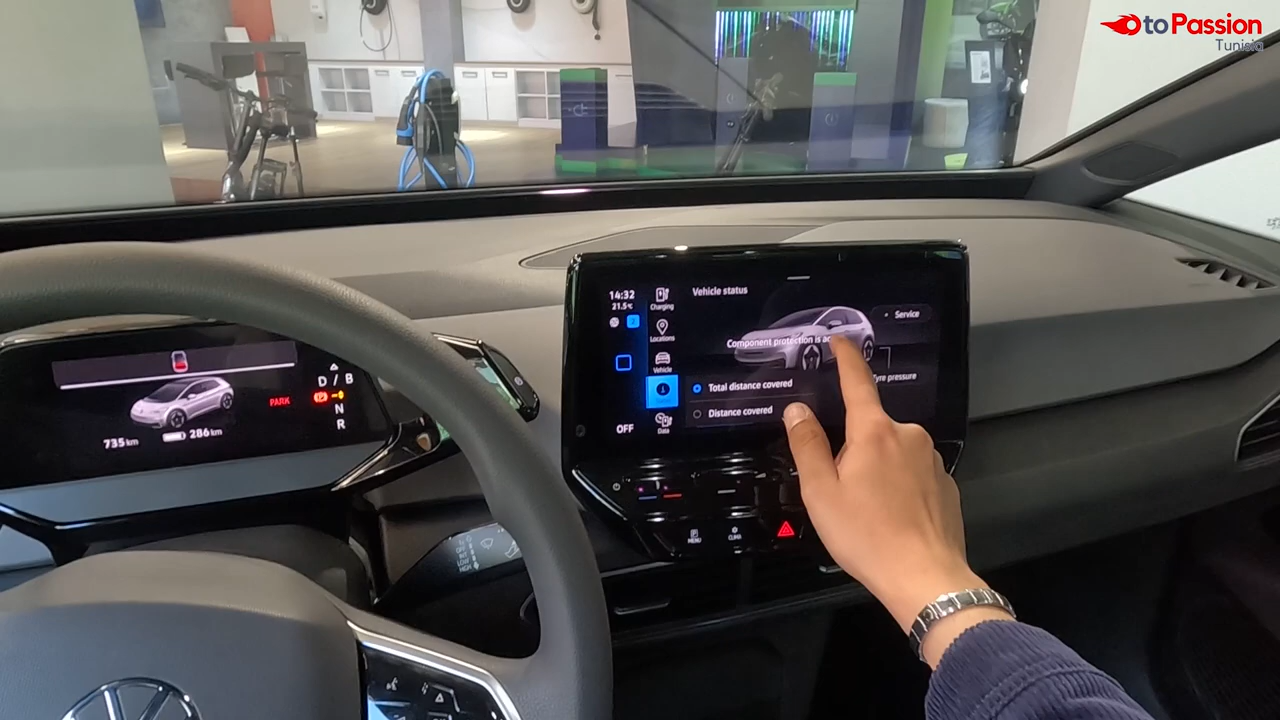 toPassion
Tunisia
14:32
21.5°C
Charging
Locations
Vehicle
Data
OFF
Vehicle status
Service
Component protection is ac
Tyre pressure
Total distance covered
Distance covered
MENU
CLIMA
D / B
N
R
PARK
735 km
286 km